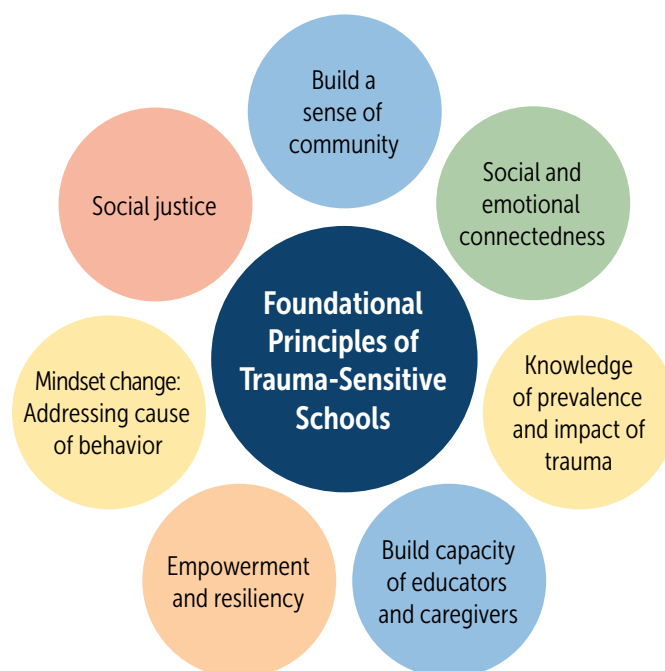 Build a
sense of
community
Social and
emotional
connectedness
Social justice
Foundational
Principles of
Trauma-Sensitive
Schools
Knowledge
of prevalence
and impact of
trauma
Mindset change:
Addressing cause
of behavior
Build capacity
of educators
and caregivers
Empowerment
and resiliency